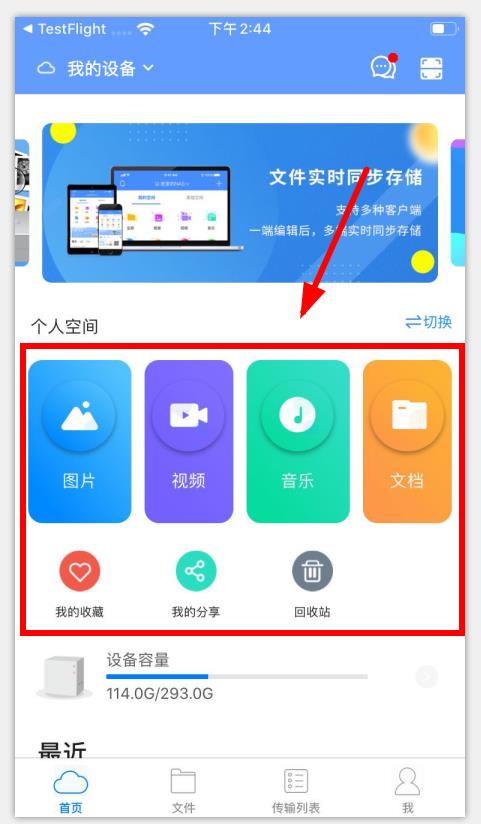 TestFlight
下午2:44
我的设备
文件实时同步存储
支持多种客户端
一端编辑后，多端实时同步存储
个人空间
切换
图片
视频
音乐
文档
我的收藏
我的分享
回收站
设备容量
114.0G/293.0G
最近
首页
文件
传输列表
我